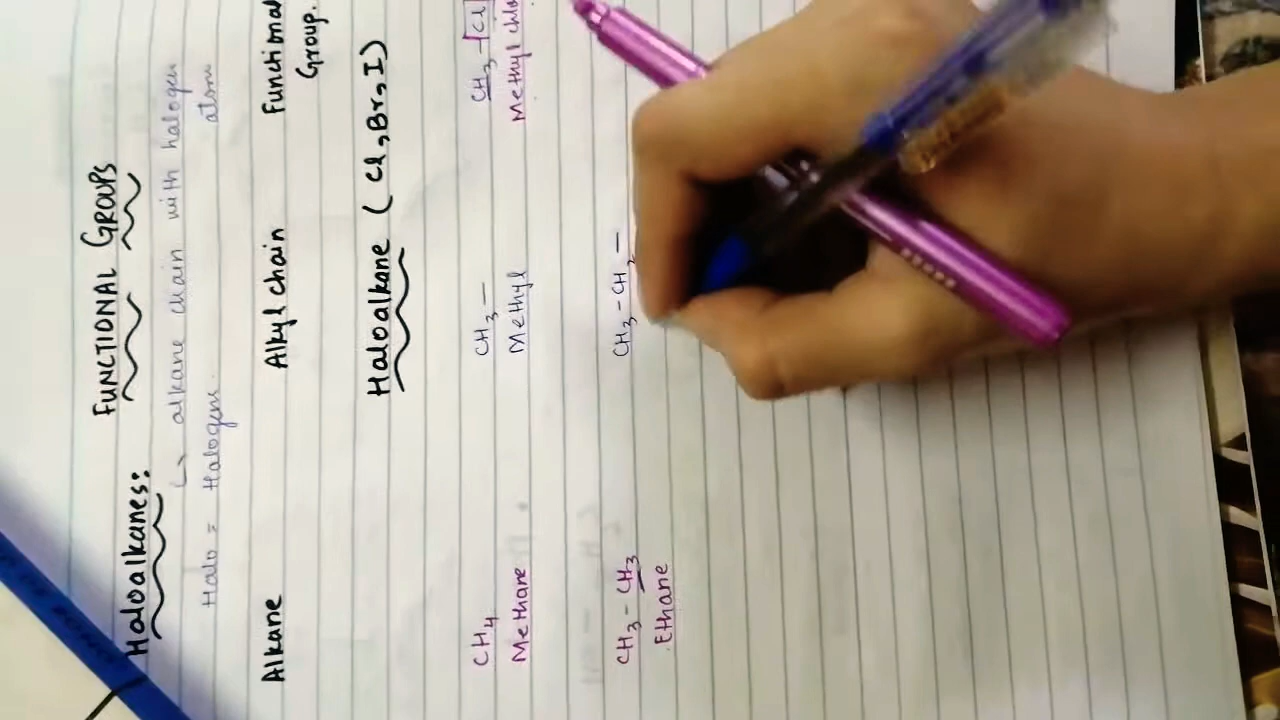 FUNCTIONAL GROUPS
Haloalkanes:
↳ alkane chain with halogen
atom
Halo = Halogens.
Alkane Alkyl chain Functional
Group.
Haloalkane ( Cl, Br, I )
CH4 CH3 - CH3 - Cl
Methane Methyl Methyl
CH3 - CH3 CH3 - CH2 -
Ethane